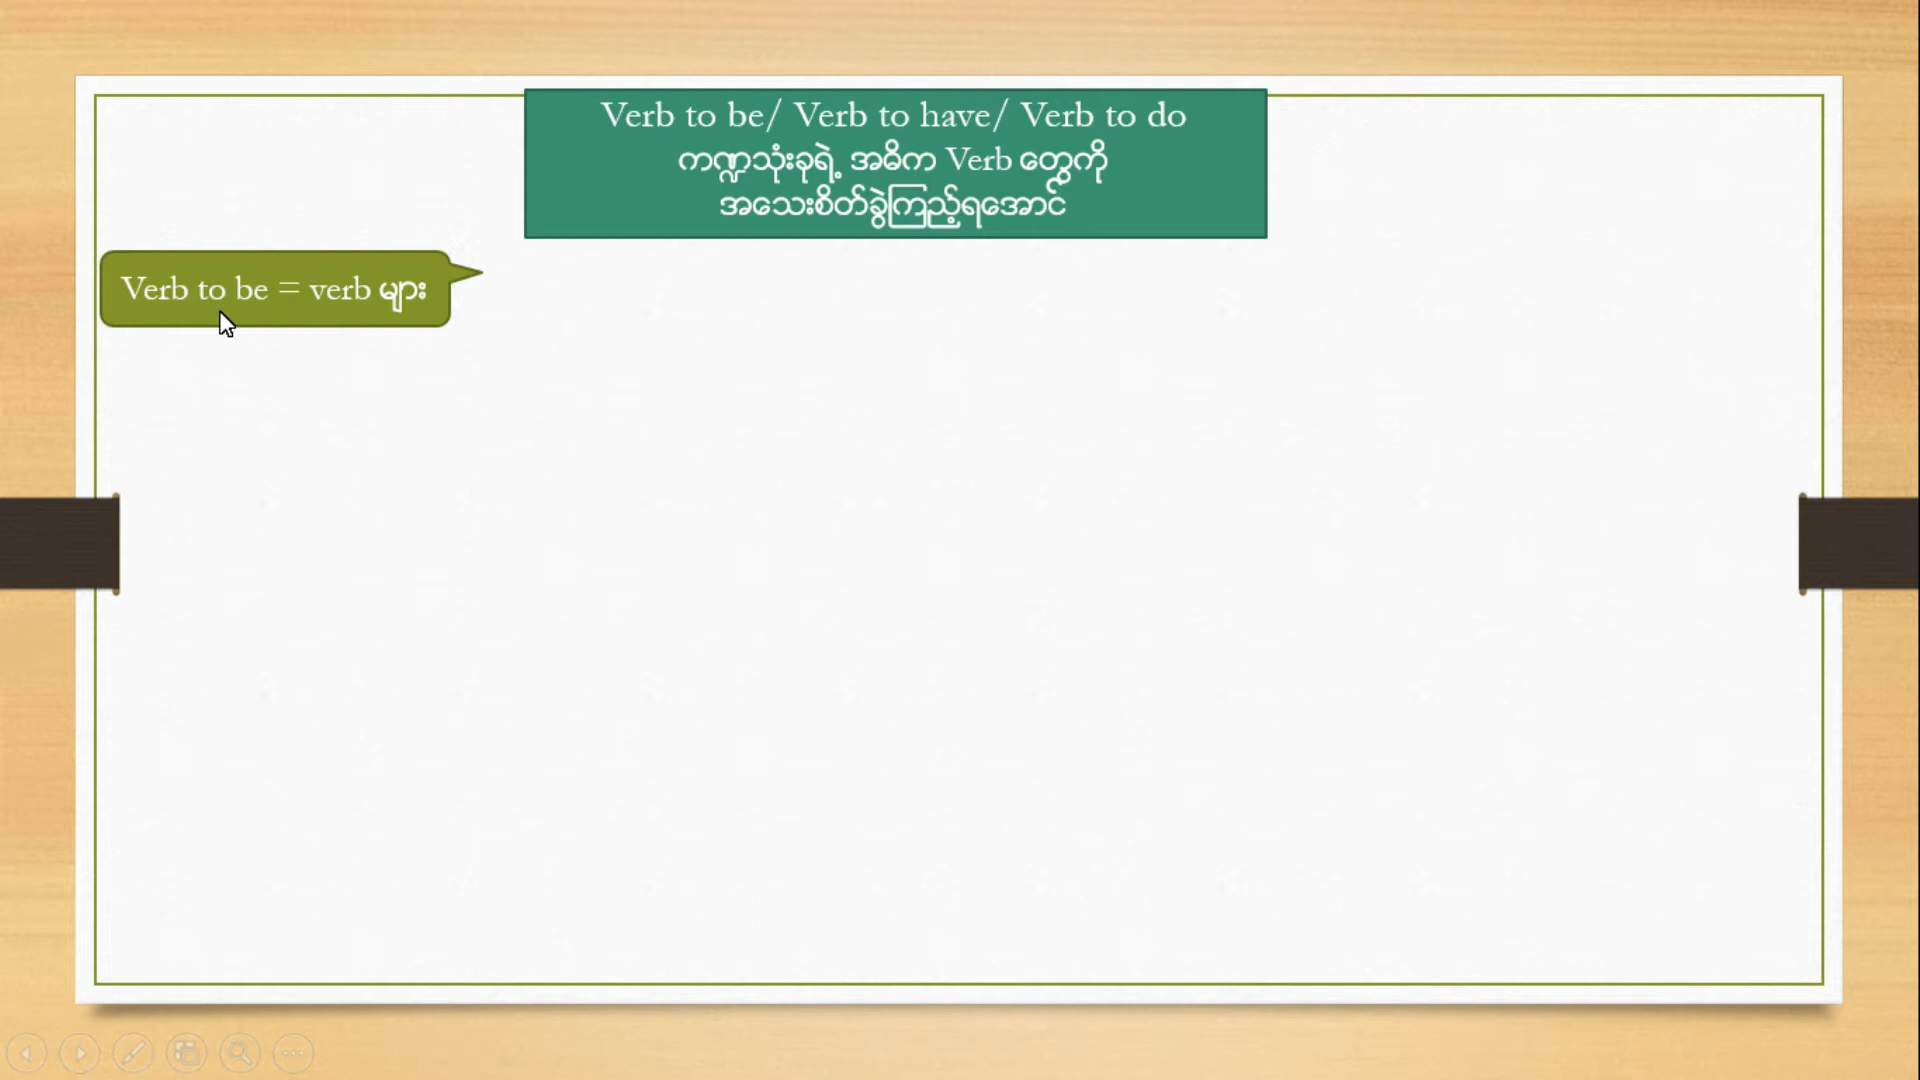 Verb to be/ Verb to have/ Verb to do
ကဏ္ဍသုံးခုရဲ့ အဓိက Verb တွေကို
အသေးစိတ်ခွဲကြည့်ရအောင်
Verb to be = verb များ